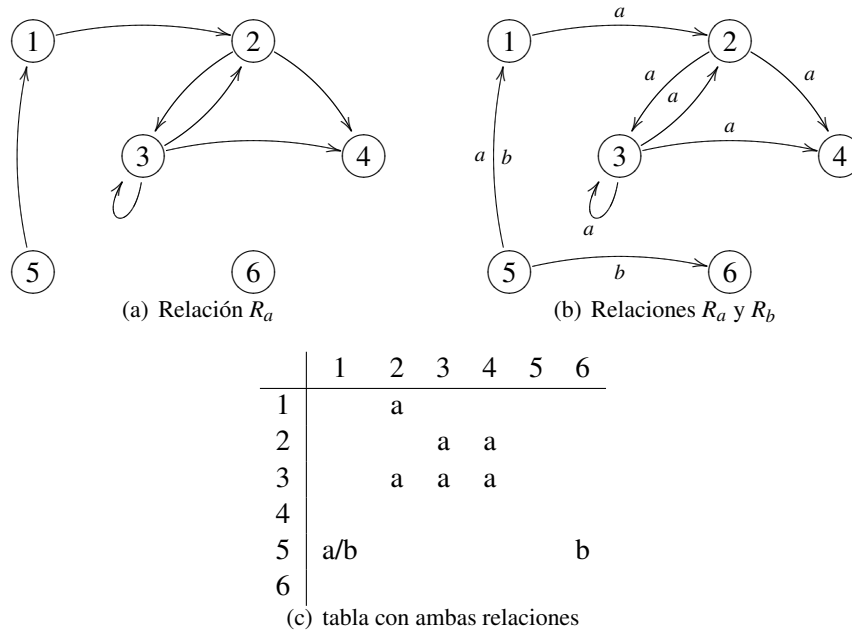 1 2 1 a 2
a a a
3 4 3 a 4
a b
a
5 6 5 b 6
(a) Relación R_a (b) Relaciones R_a y R_b
1 2 3 4 5 6
1 a
2 a a
3 a a a
4
5 a/b b
6
(c) tabla con ambas relaciones